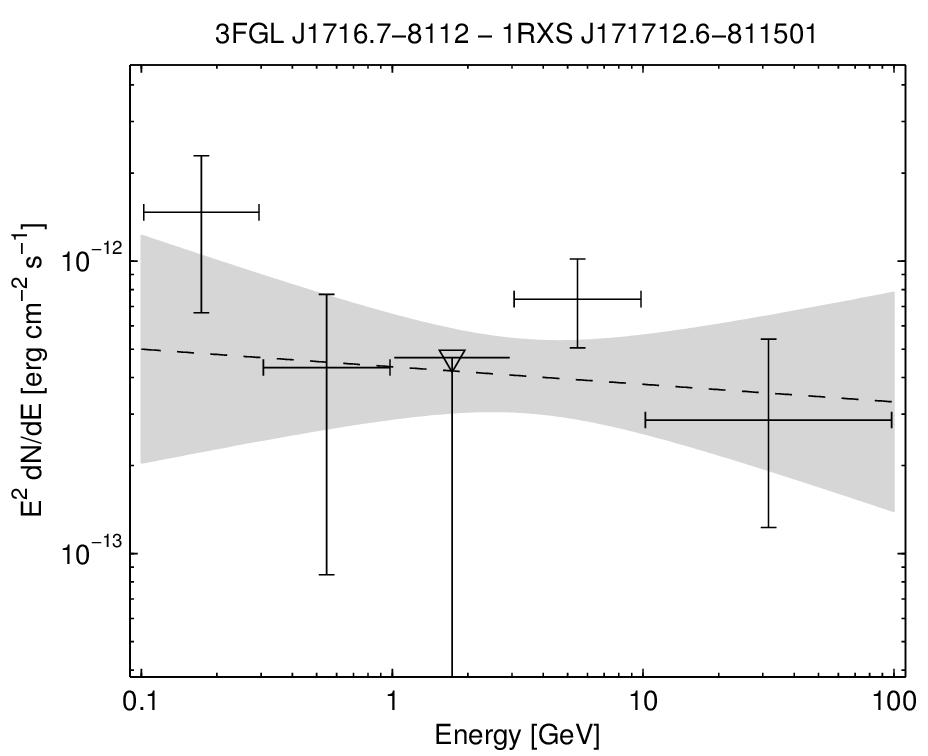 3FGL J1716.7−8112 − 1RXS J171712.6−811501
E² dN/dE [erg cm⁻² s⁻¹]
10⁻¹²
10⁻¹³
0.1 1 10 100
Energy [GeV]